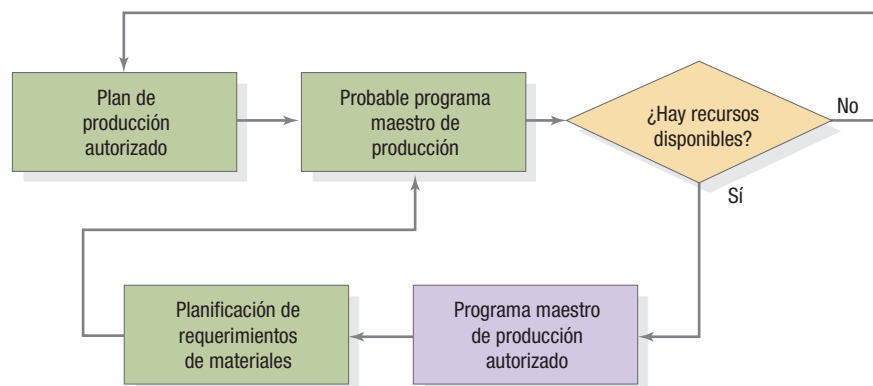 Plan de
producción
autorizado
Probable programa
maestro de
producción
¿Hay recursos
disponibles?
No
Sí
Planificación de
requerimientos
de materiales
Programa maestro
de producción
autorizado